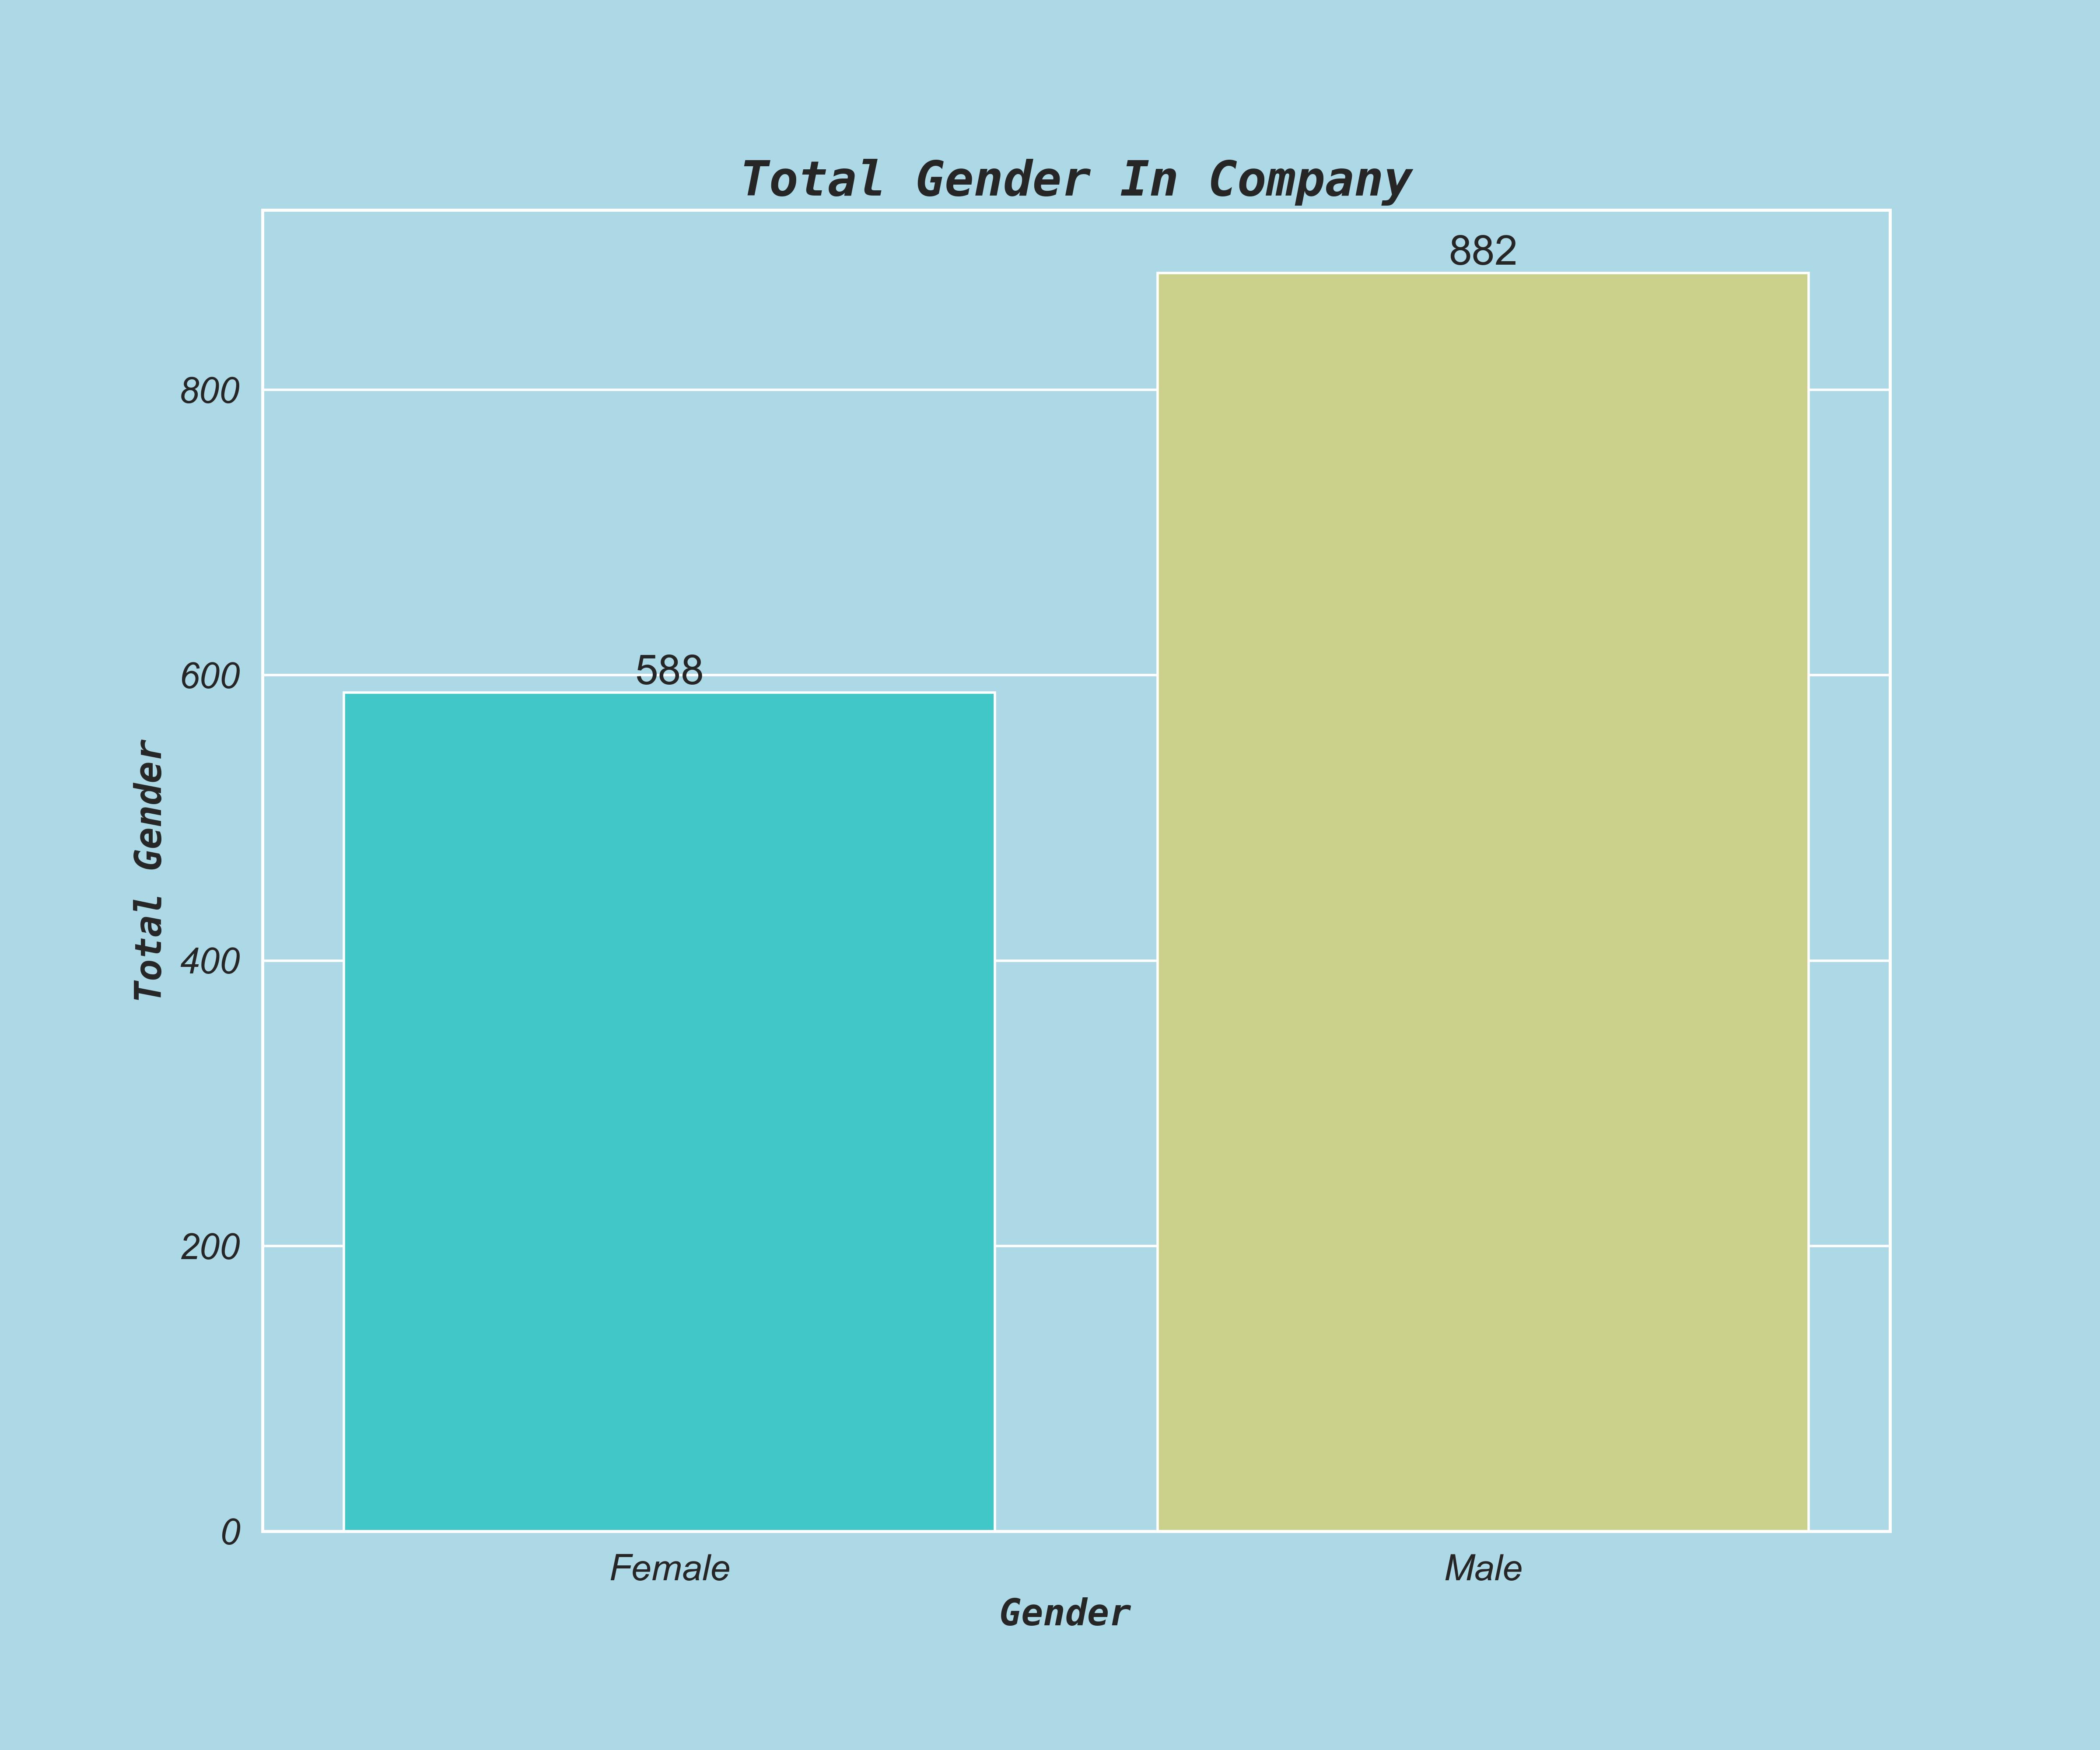 Total Gender In Company
882
800
588
600
Total Gender
400
200
0
Female Male
Gender